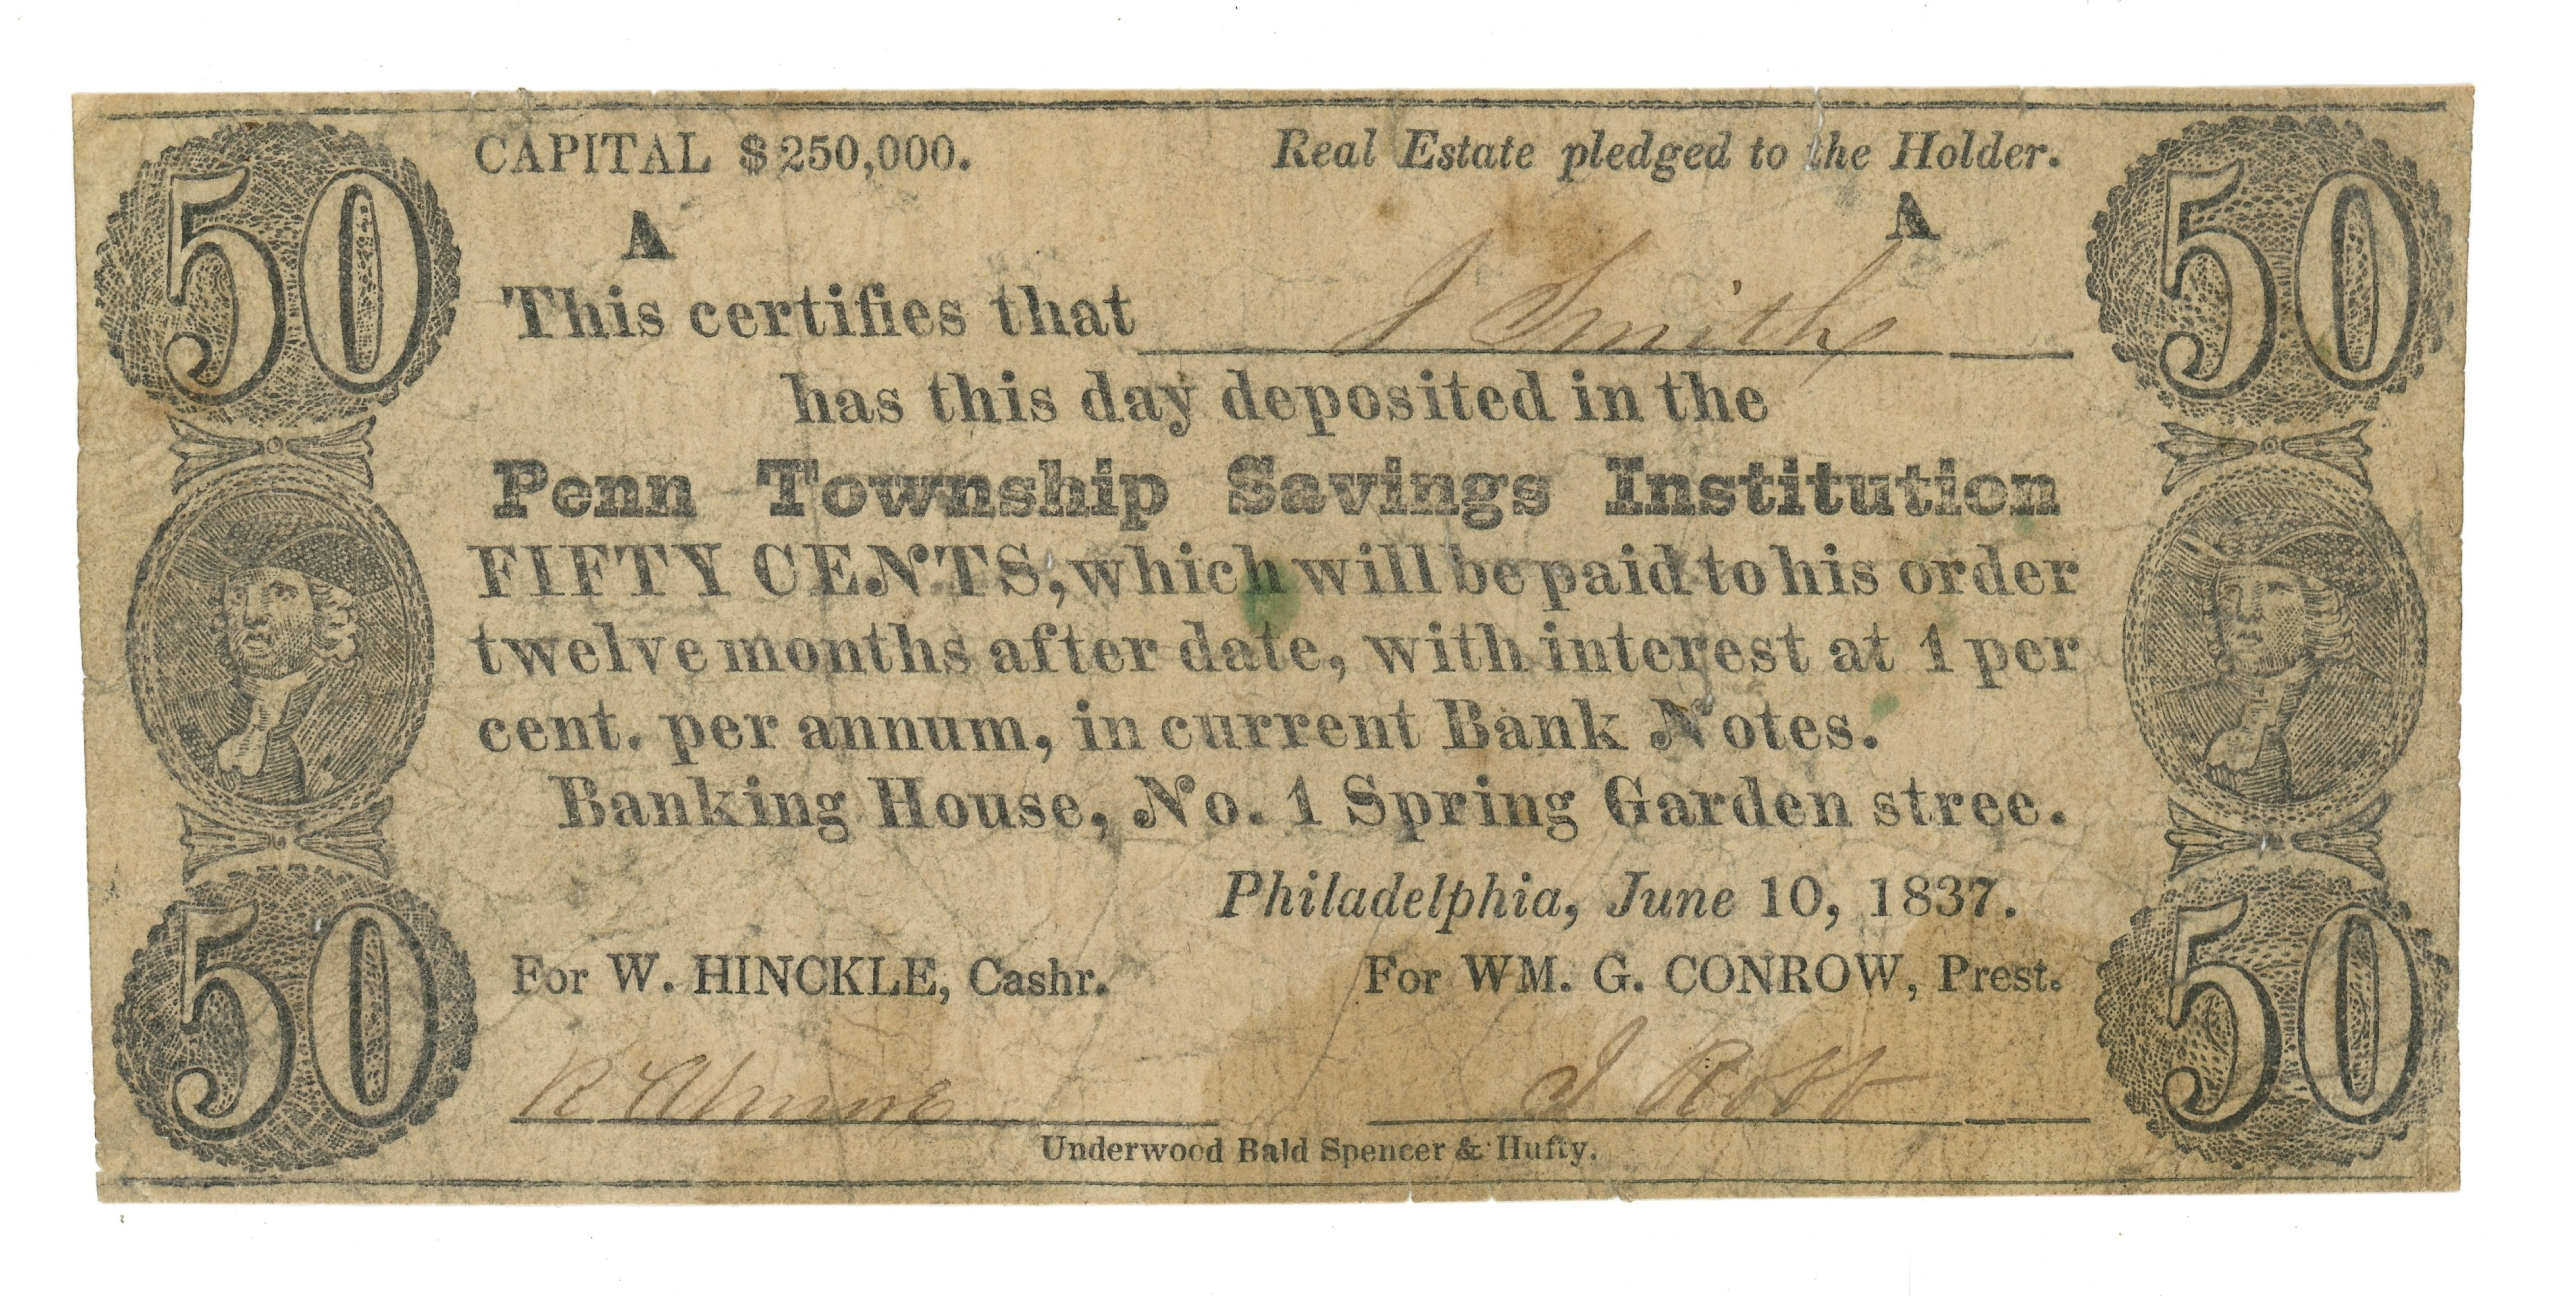 50 CAPITAL $250,000. Real Estate pledged to the Holder. 50
A A
This certifies that J Smith
has this day deposited in the
Penn Township Savings Institution
FIFTY CENTS, which will be paid to his order
twelve months after date, with interest at 1 per
cent. per annum, in current Bank Notes.
Banking House, No. 1 Spring Garden stree.
Philadelphia, June 10, 1837.
50 For W. HINCKLE, Cashr. For WM. G. CONROW, Prest. 50
J Robb
Underwood Bald Spencer & Hufty.